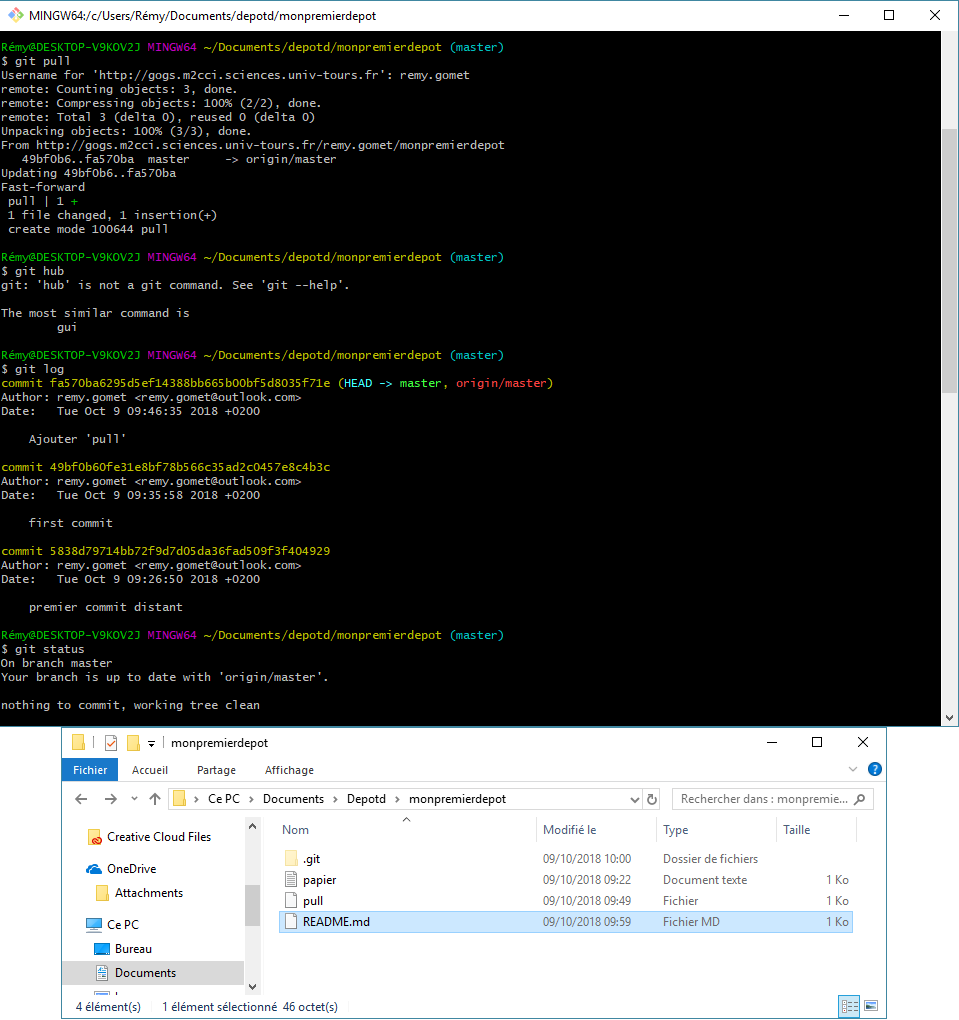 MINGW64:/c/Users/Rémy/Documents/depotd/monpremierdepot
Rémy@DESKTOP-V9KOV2J MINGW64 ~/Documents/depotd/monpremierdepot (master)
$ git pull
Username for 'http://gogs.m2cci.sciences.univ-tours.fr': remy.gomet
remote: Counting objects: 3, done.
remote: Compressing objects: 100% (2/2), done.
remote: Total 3 (delta 0), reused 0 (delta 0)
Unpacking objects: 100% (3/3), done.
From http://gogs.m2cci.sciences.univ-tours.fr/remy.gomet/monpremierdepot
   49bf0b6..fa570ba  master     -> origin/master
Updating 49bf0b6..fa570ba
Fast-forward
 pull | 1 +
 1 file changed, 1 insertion(+)
 create mode 100644 pull
Rémy@DESKTOP-V9KOV2J MINGW64 ~/Documents/depotd/monpremierdepot (master)
$ git hub
git: 'hub' is not a git command. See 'git --help'.
The most similar command is
        gui
Rémy@DESKTOP-V9KOV2J MINGW64 ~/Documents/depotd/monpremierdepot (master)
$ git log
commit fa570ba6295d5ef14388bb665b00bf5d8035f71e (HEAD -> master, origin/master)
Author: remy.gomet <remy.gomet@outlook.com>
Date:   Tue Oct 9 09:46:35 2018 +0200
    Ajouter 'pull'
commit 49bf0b60fe31e8bf78b566c35ad2c0457e8c4b3c
Author: remy.gomet <remy.gomet@outlook.com>
Date:   Tue Oct 9 09:35:58 2018 +0200
    first commit
commit 5838d79714bb72f9d7d05da36fad509f3f404929
Author: remy.gomet <remy.gomet@outlook.com>
Date:   Tue Oct 9 09:26:50 2018 +0200
    premier commit distant
Rémy@DESKTOP-V9KOV2J MINGW64 ~/Documents/depotd/monpremierdepot (master)
$ git status
On branch master
Your branch is up to date with 'origin/master'.
nothing to commit, working tree clean
monpremierdepot
Fichier Accueil Partage Affichage
Ce PC > Documents > Depotd > monpremierdepot
Rechercher dans : monpremie...
Creative Cloud Files
OneDrive
Attachments
Ce PC
Bureau
Documents
Nom Modifié le Type Taille
.git 09/10/2018 10:00 Dossier de fichiers
papier 09/10/2018 09:22 Document texte 1 Ko
pull 09/10/2018 09:49 Fichier 1 Ko
README.md 09/10/2018 09:59 Fichier MD 1 Ko
4 élément(s) 1 élément sélectionné 46 octet(s)